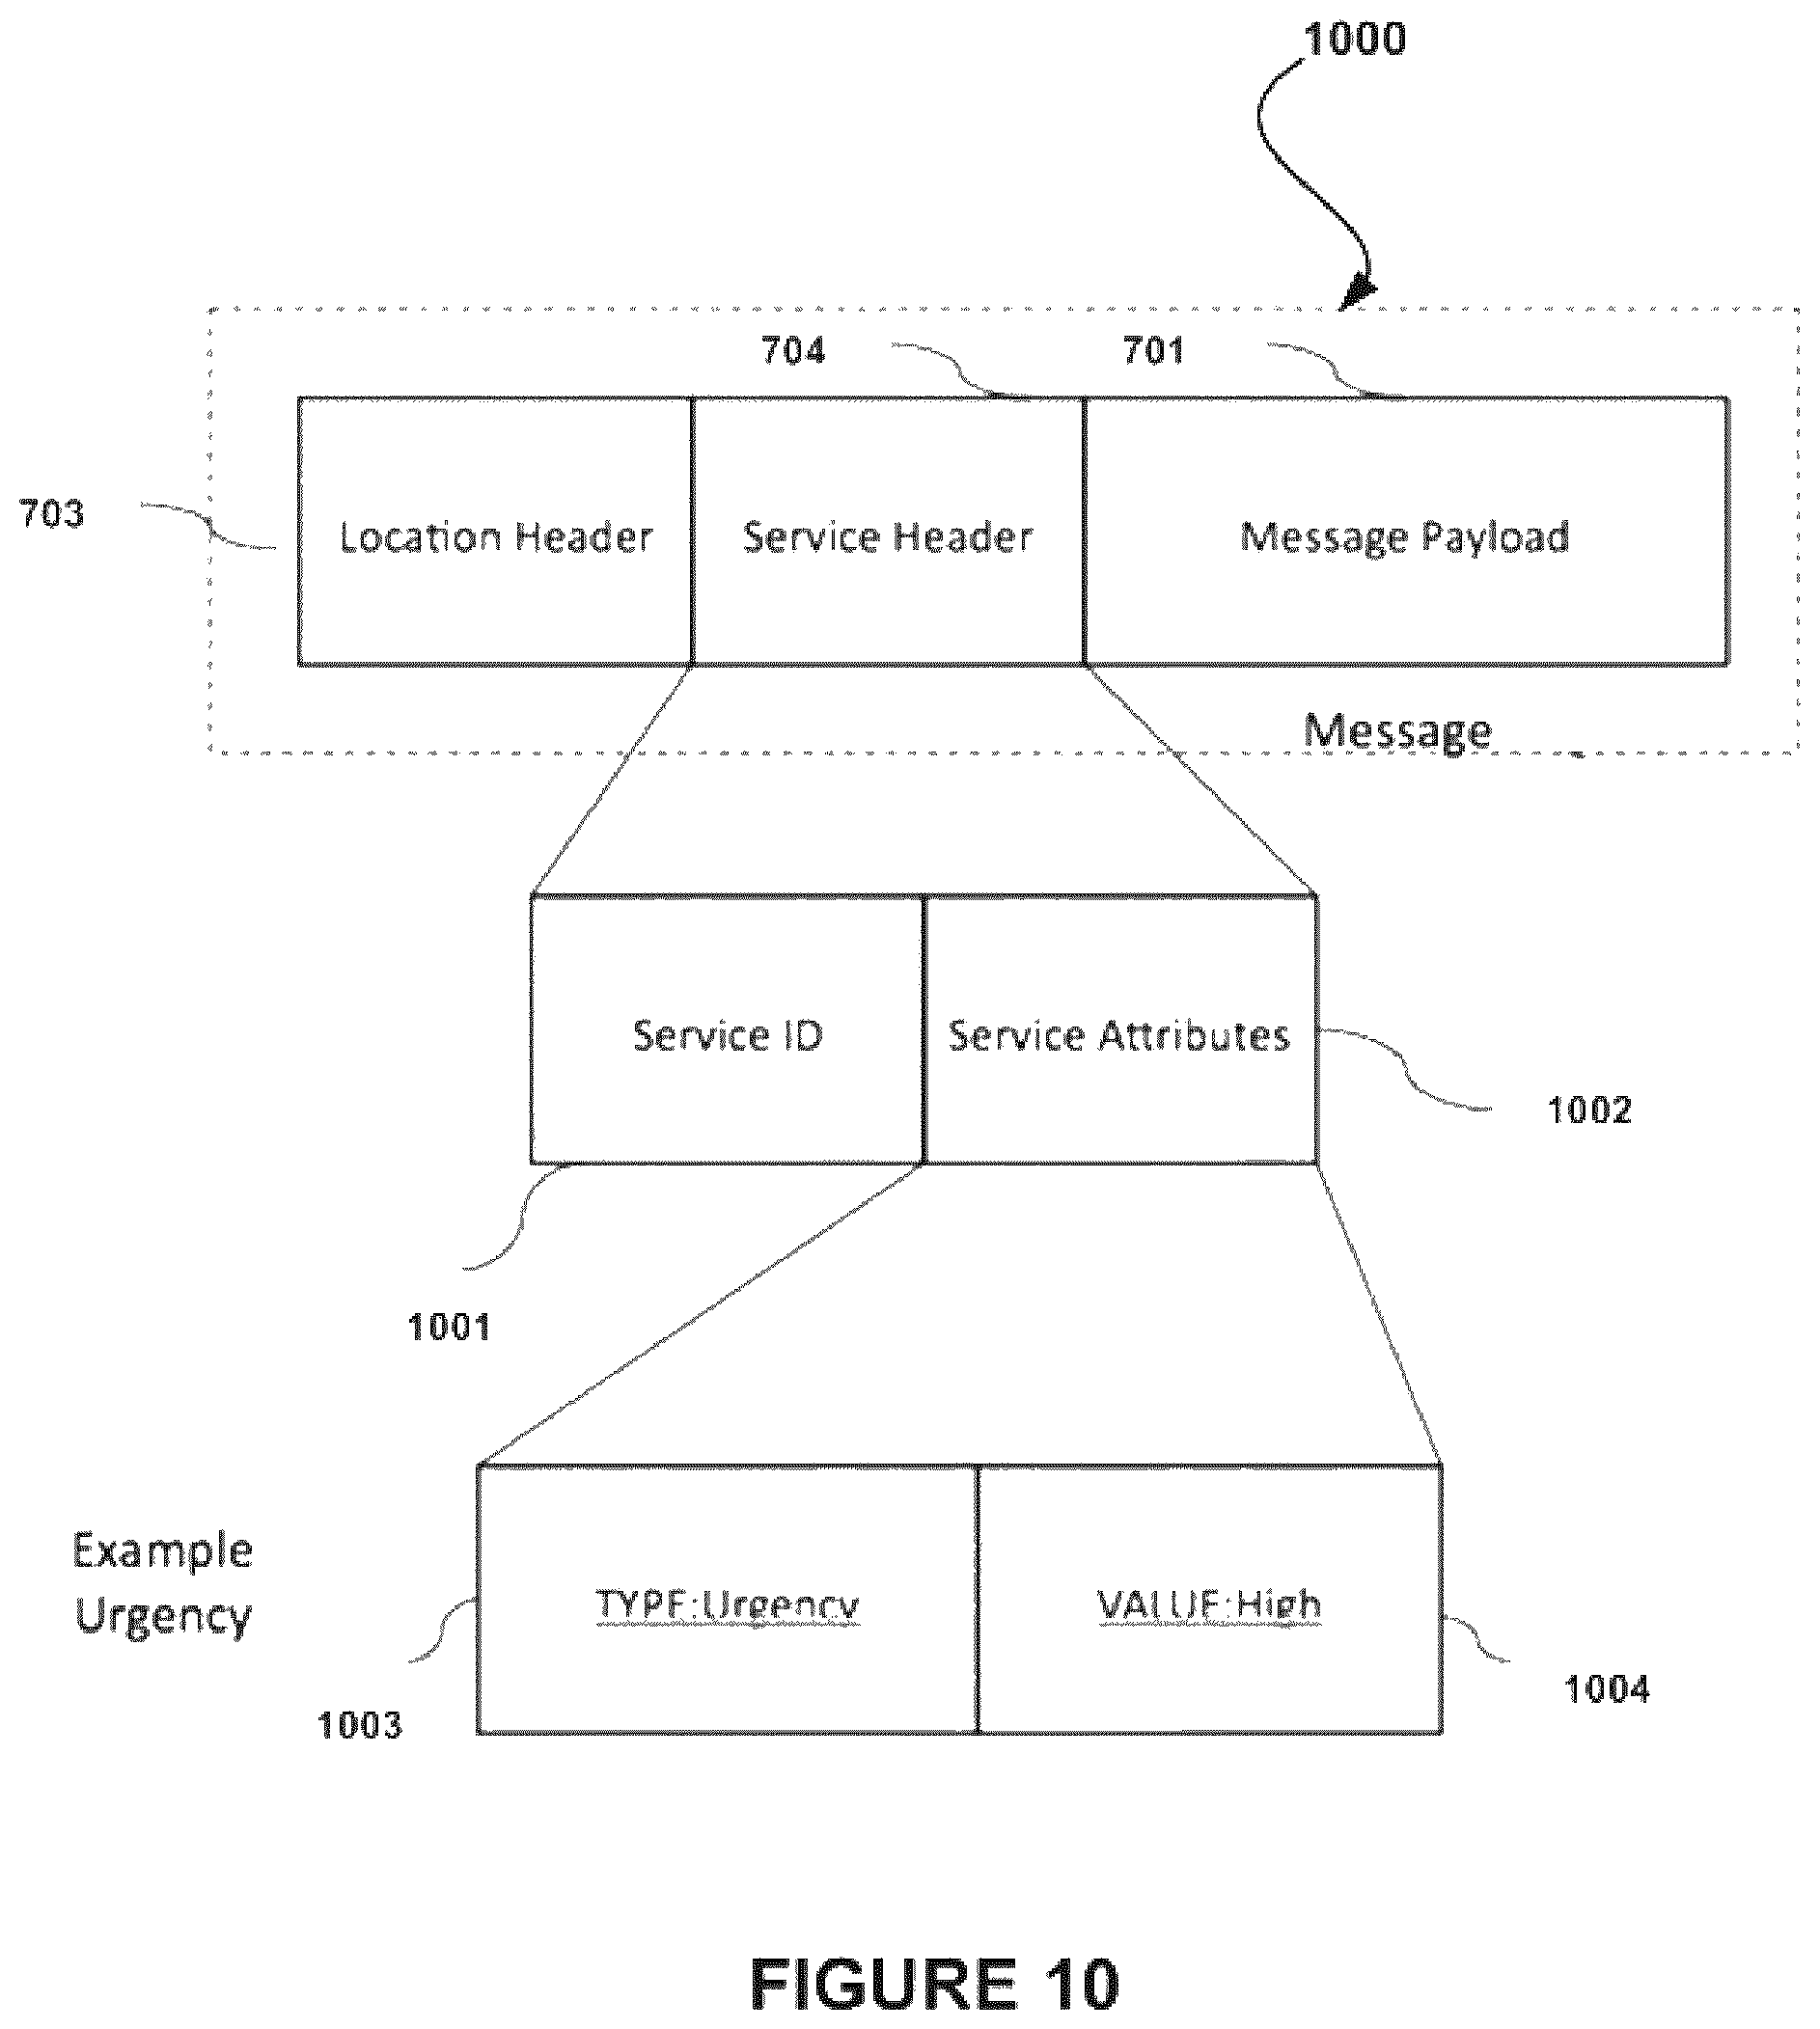 1000
704
701
703
Location Header
Service Header
Message Payload
Message
Service ID
Service Attributes
1002
1001
Example
Urgency
TYPE:Urgency
VALUE:High
1003
1004
FIGURE 10